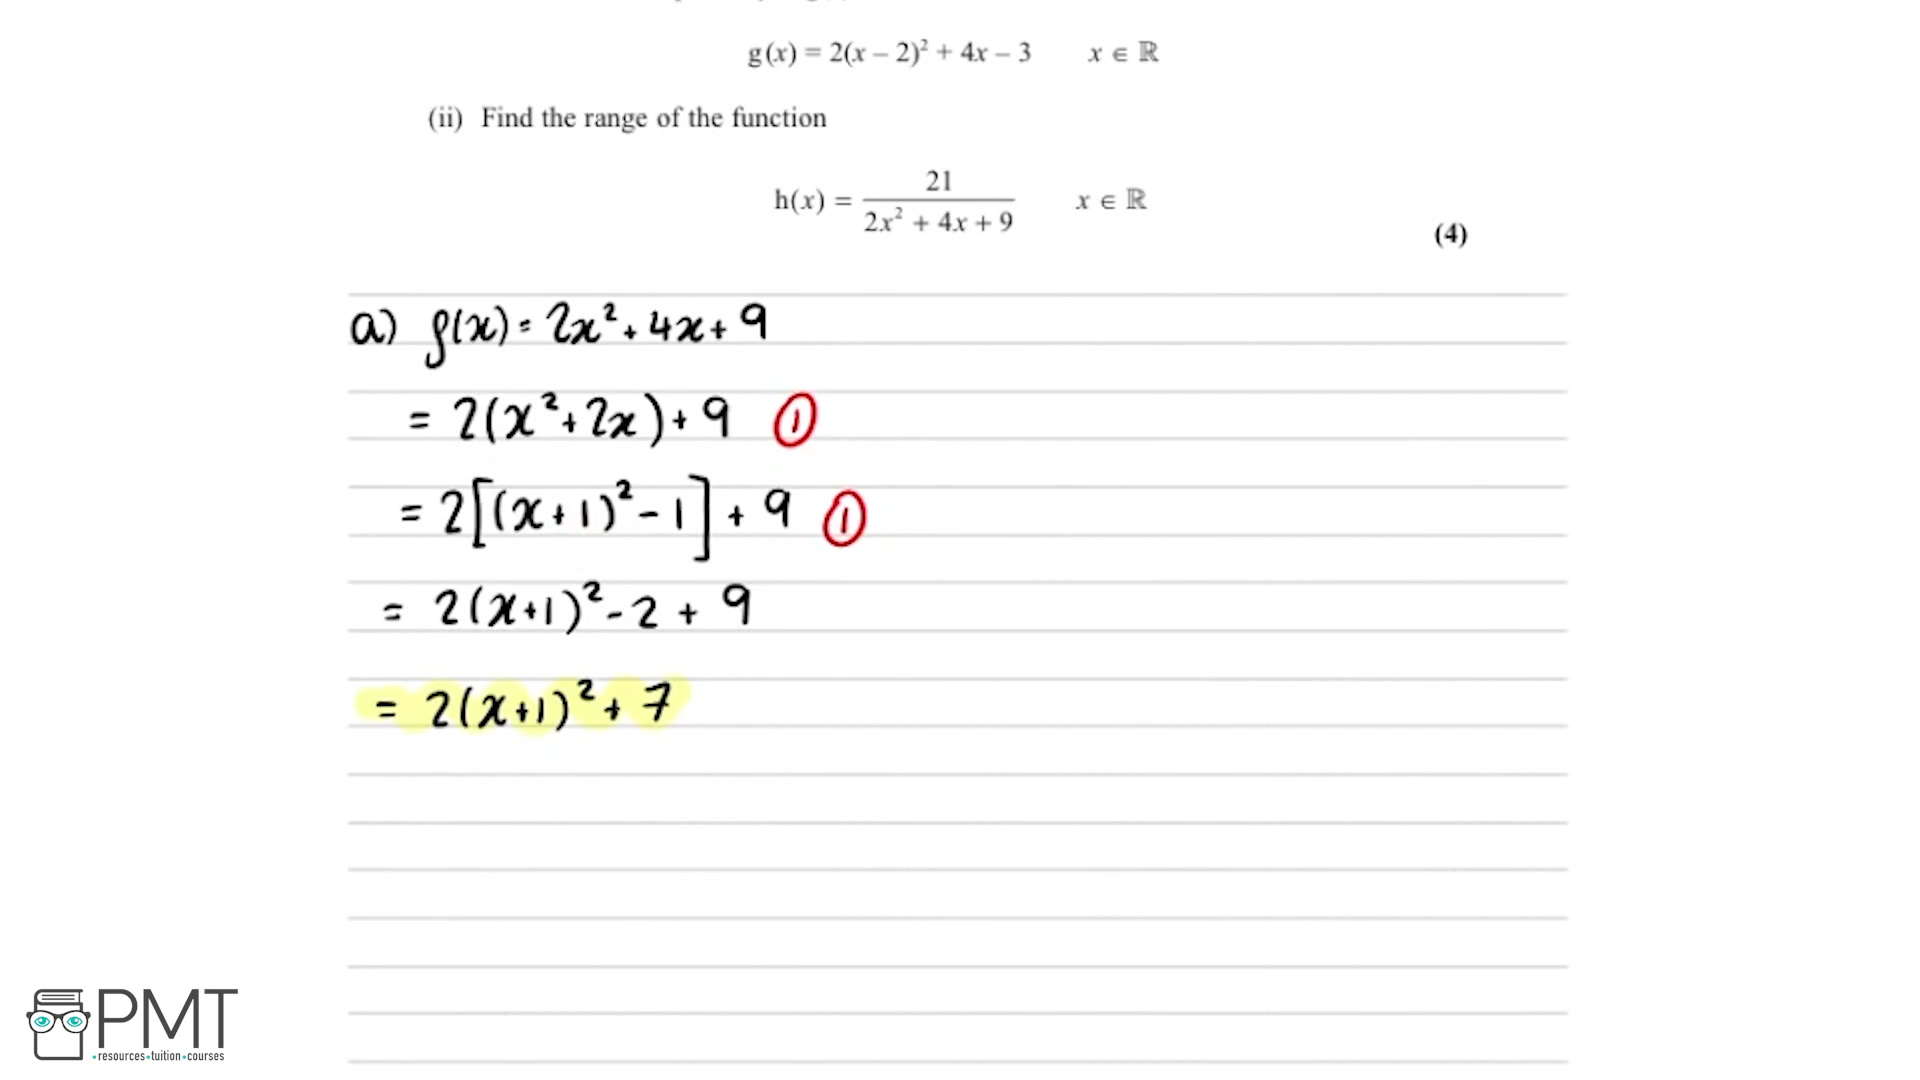 g(x) = 2(x – 2)² + 4x – 3 x ∈ ℝ
(ii) Find the range of the function
h(x) = 21 / (2x² + 4x + 9) x ∈ ℝ
(4)
a) f(x) = 2x² + 4x + 9
= 2(x² + 2x) + 9 ①
= 2[(x+1)² - 1] + 9 ①
= 2(x+1)² - 2 + 9
= 2(x+1)² + 7
PMT
•resources•tuition•courses